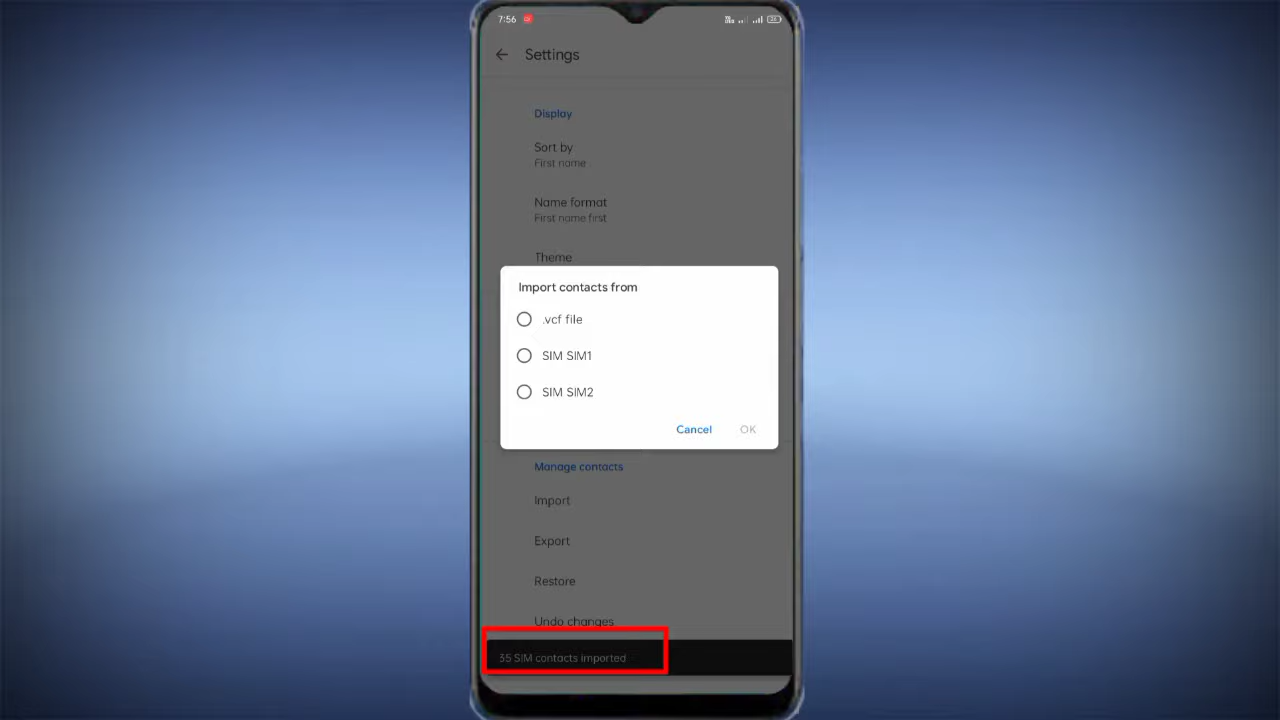 7:56
Settings
Display
Sort by
First name
Name format
First name first
Theme
Import contacts from
.vcf file
SIM SIM1
SIM SIM2
Cancel OK
Manage contacts
Import
Export
Restore
Undo changes
35 SIM contacts imported